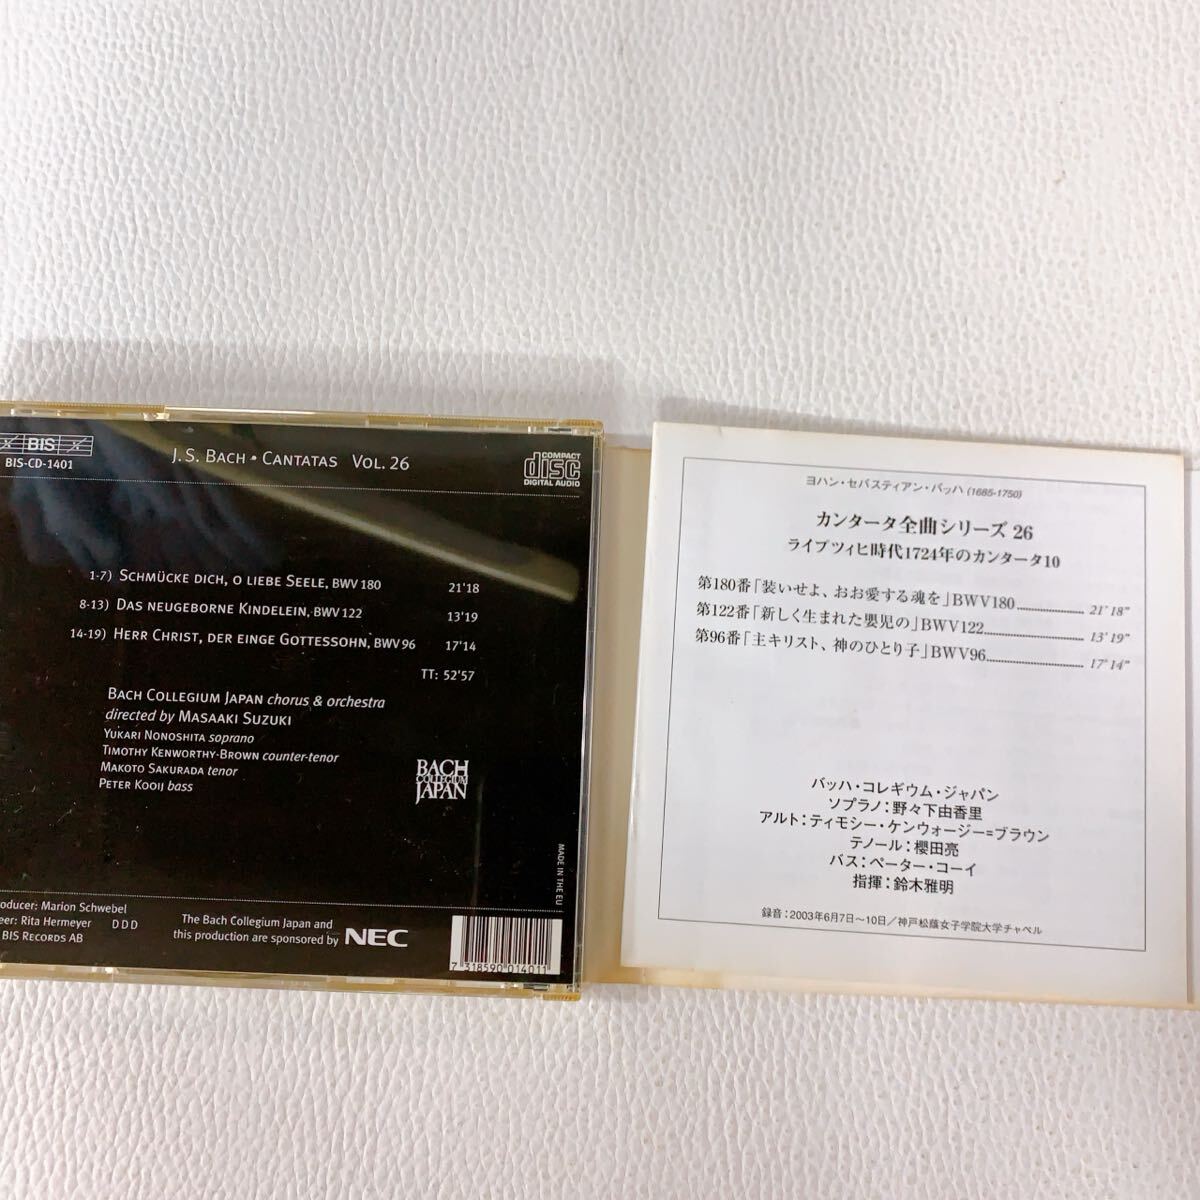 BIS
BIS-CD-1401
J. S. BACH • CANTATAS VOL. 26
COMPACT
disc
DIGITAL AUDIO
1-7) SCHMÜCKE DICH, O LIEBE SEELE, BWV 180 21'18
8-13) DAS NEUGEBORNE KINDELEIN, BWV 122 13'19
14-19) HERR CHRIST, DER EINGE GOTTESSOHN, BWV 96 17'14
TT: 52'57
BACH COLLEGIUM JAPAN chorus & orchestra
directed by MASAAKI SUZUKI
YUKARI NONOSHITA soprano
TIMOTHY KENWORTHY-BROWN counter-tenor
MAKOTO SAKURADA tenor
PETER KOOIJ bass
BACH
COLLEGIUM
JAPAN
MADE IN THE EU
Marion Schwebel
Rita Hermeyer D D D
BIS RECORDS AB
The Bach Collegium Japan and
this production are sponsored by NEC
7 318590 014011
ヨハン・セバスティアン・バッハ (1685-1750)
カンタータ全曲シリーズ 26
ライプツィヒ時代1724年のカンタータ10
第180番「装いせよ、おお愛する魂を」BWV180 21'18"
第122番「新しく生まれた嬰児の」BWV122 13'19"
第96番「主キリスト、神のひとり子」BWV96 17'14"
バッハ・コレギウム・ジャパン
ソプラノ:野々下由香里
アルト:ティモシー・ケンウォージー=ブラウン
テノール:櫻田亮
バス:ペーター・コーイ
指揮:鈴木雅明
録音:2003年6月7日〜10日/神戸松蔭女子学院大学チャペル